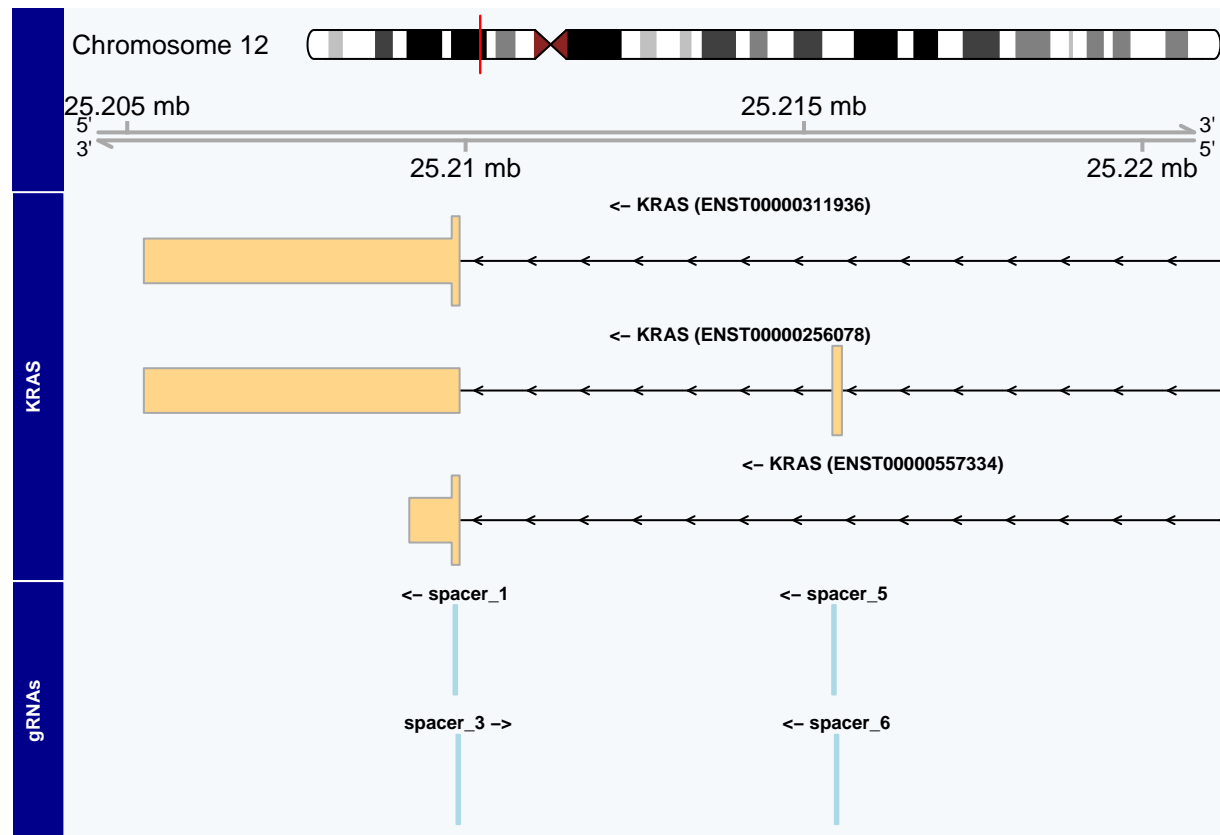 Chromosome 12
25.205 mb
25.215 mb
5'
3'
3'
5'
25.21 mb
25.22 mb
KRAS
<– KRAS (ENST00000311936)
<– KRAS (ENST00000256078)
<– KRAS (ENST00000557334)
gRNAs
<– spacer_1
<– spacer_5
spacer_3 –>
<– spacer_6